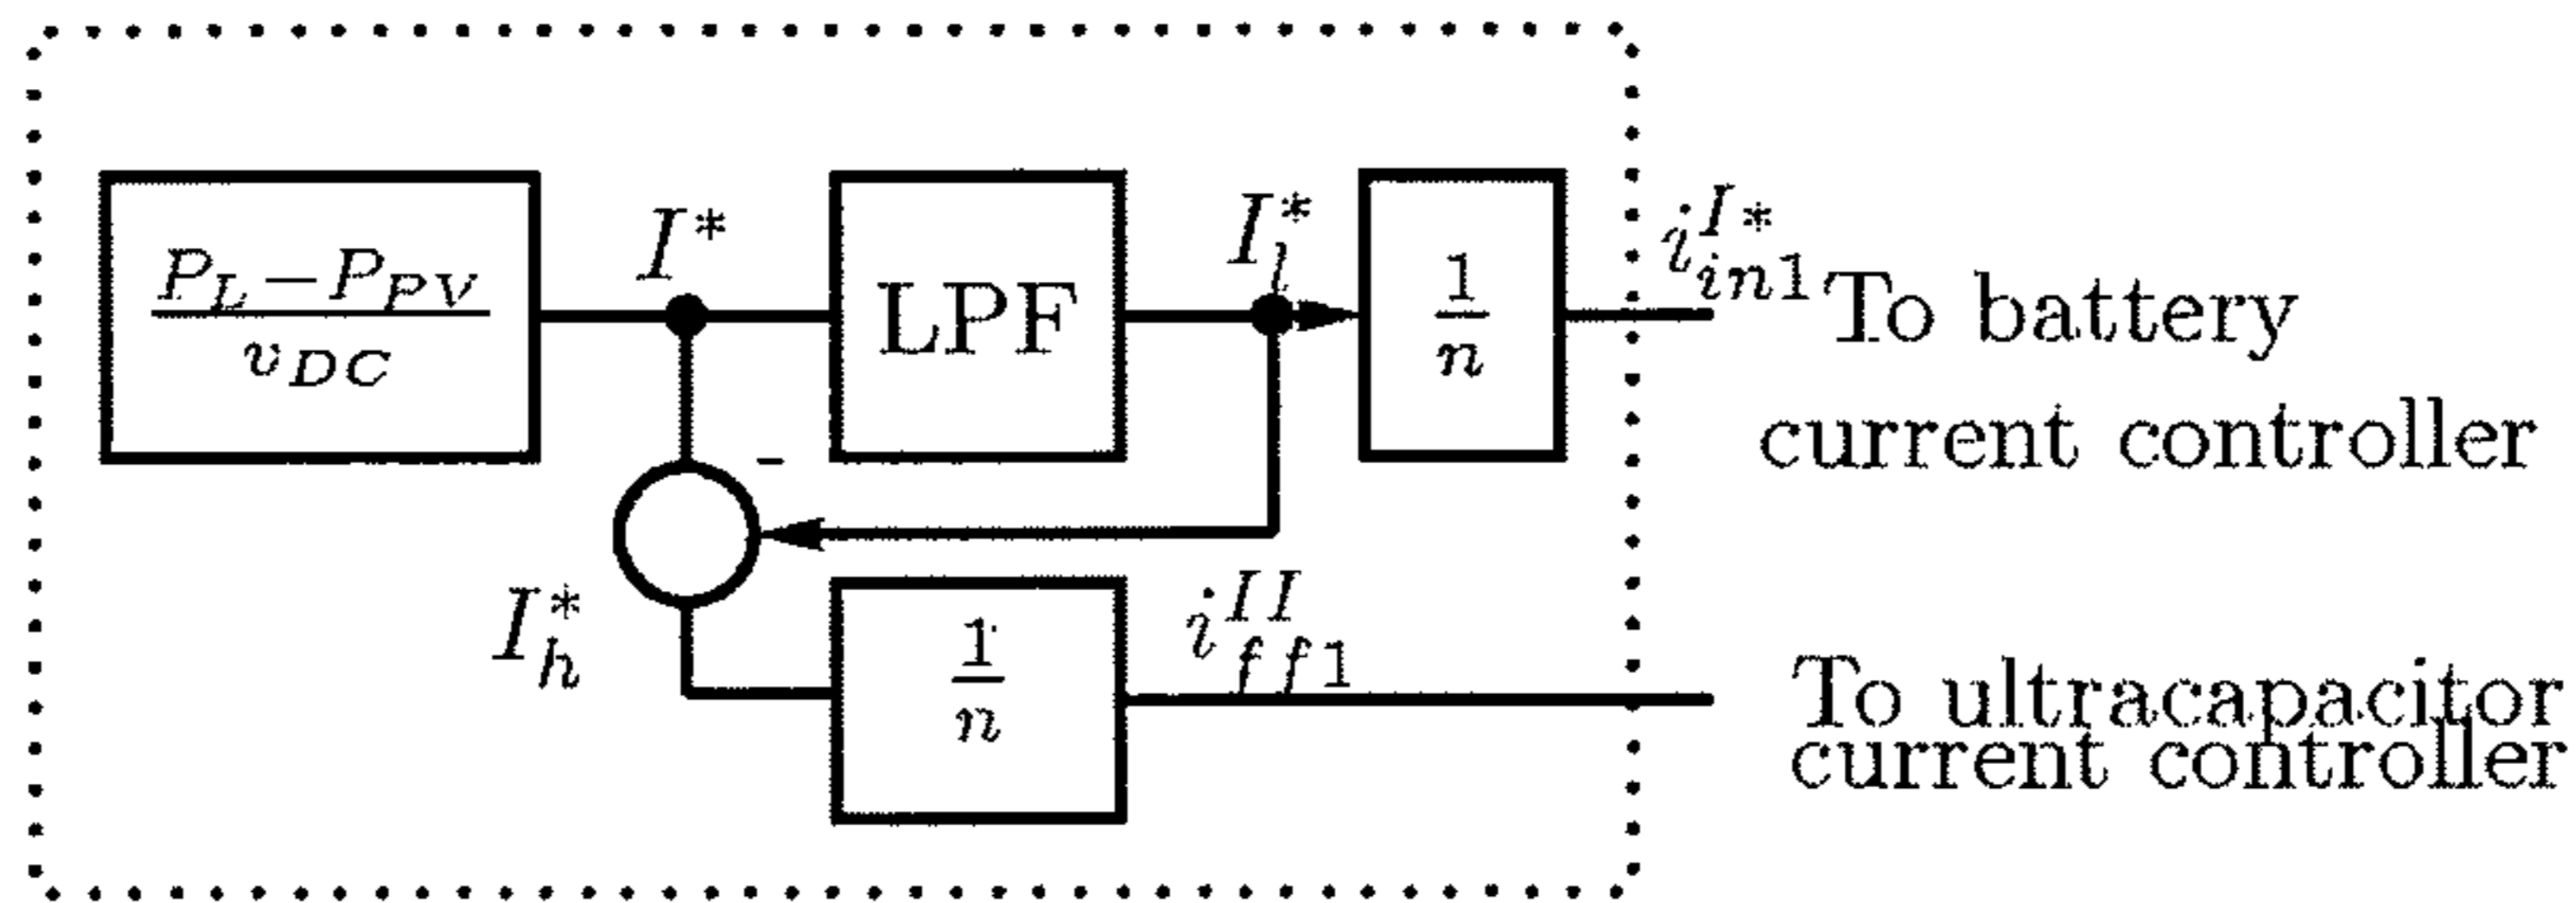 P_L - P_PV
v_DC
I*
LPF
I_l^*
1
n
i_in1^I*
To battery
current controller
-
I_h^*
1
n
i_ff1^II
To ultracapacitor
current controller